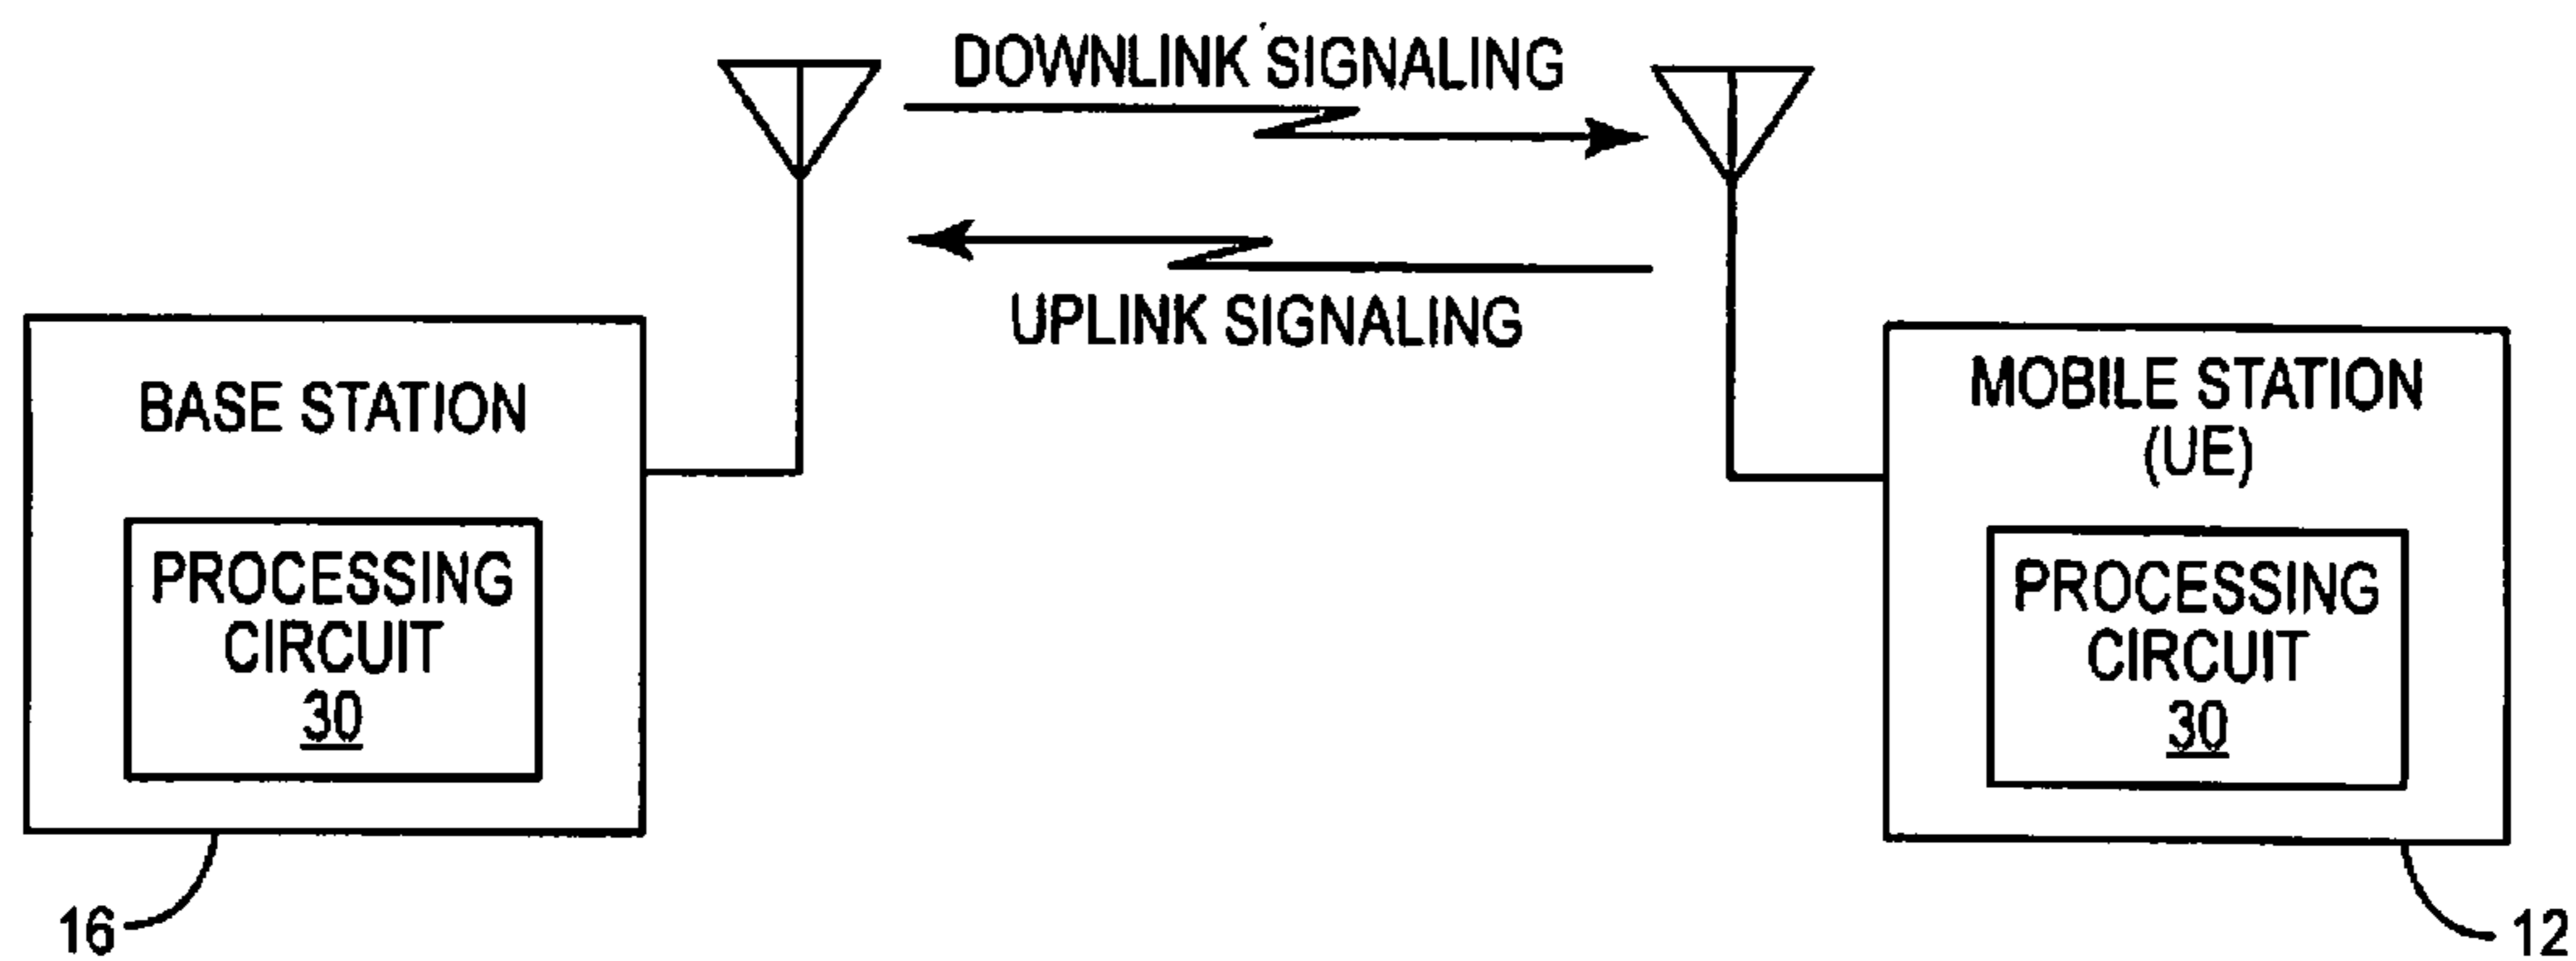 DOWNLINK SIGNALING
UPLINK SIGNALING
BASE STATION
PROCESSING
CIRCUIT
30
16
MOBILE STATION
(UE)
PROCESSING
CIRCUIT
30
12